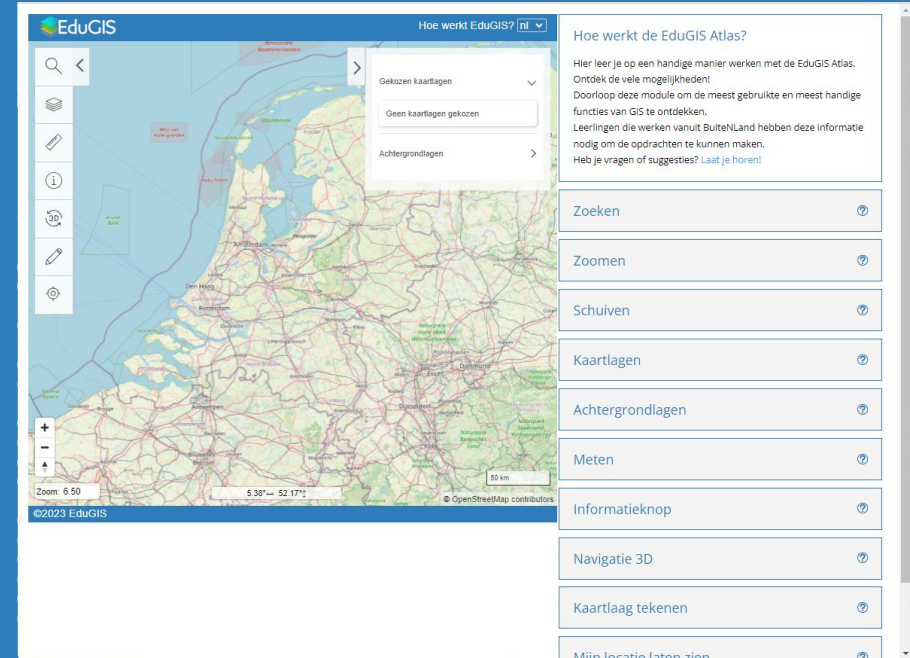 EduGIS
Hoe werkt EduGIS? nl
Gekozen kaartlagen
Geen kaartlagen gekozen
Achtergrondlagen
3D
Amsterdam
Den Haag
Rotterdam
Antwerpen
Dortmund
Essen
Düsseldorf
Zoom: 6.50
5.38° 52.17°
50 km
© OpenStreetMap contributors
©2023 EduGIS
Hoe werkt de EduGIS Atlas?
Hier leer je op een handige manier werken met de EduGIS Atlas.
Ontdek de vele mogelijkheden!
Doorloop deze module om de meest gebruikte en meest handige
functies van GIS te ontdekken.
Leerlingen die werken vanuit BuiteNLand hebben deze informatie
nodig om de opdrachten te kunnen maken.
Heb je vragen of suggesties? Laat je horen!
Zoeken
Zoomen
Schuiven
Kaartlagen
Achtergrondlagen
Meten
Informatieknop
Navigatie 3D
Kaartlaag tekenen
Mijn locatie laten zien